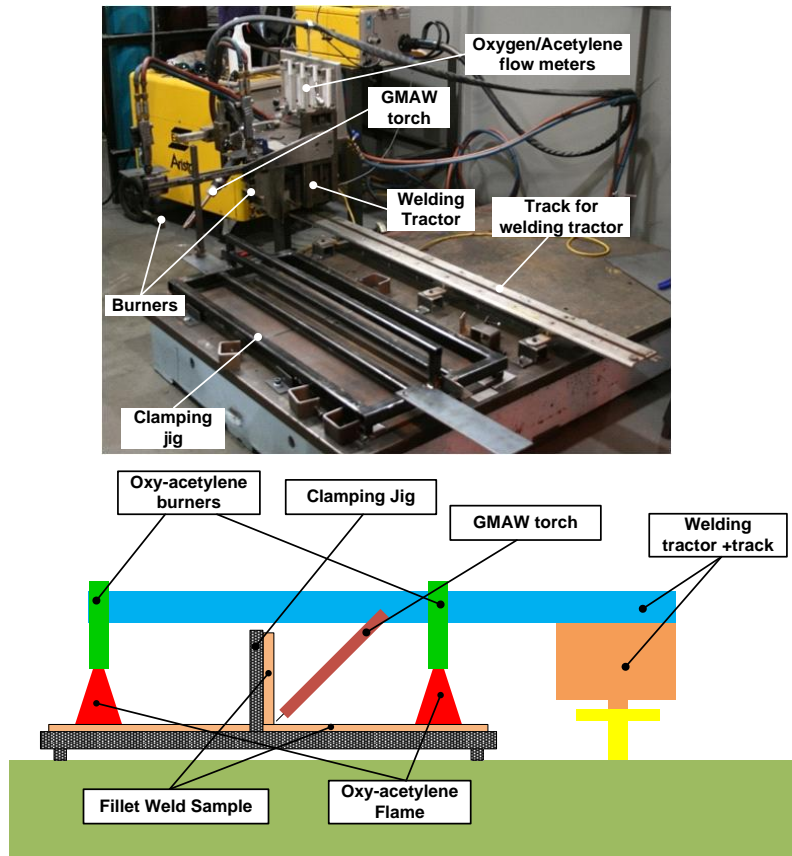 Oxygen/Acetylene
flow meters
GMAW
torch
Aristo
Welding
Tractor
Track for
welding tractor
Burners
Clamping
jig
Oxy-acetylene
burners
Clamping Jig
GMAW torch
Welding
tractor +track
Fillet Weld Sample
Oxy-acetylene
Flame